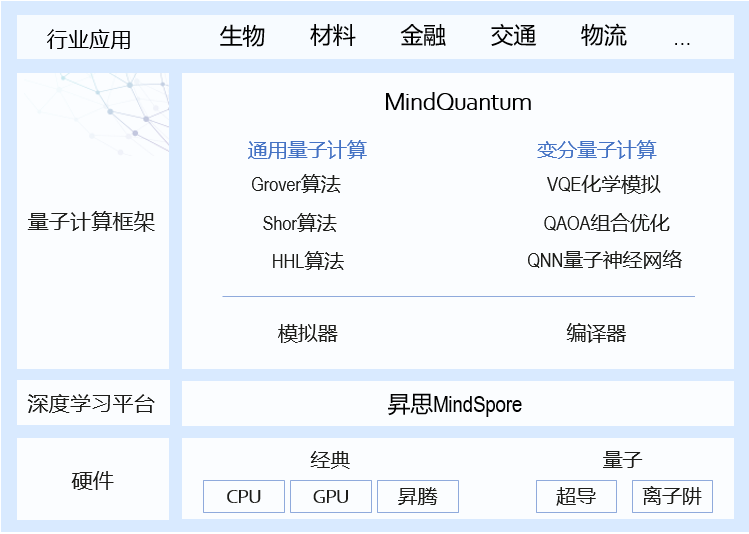 行业应用 生物 材料 金融 交通 物流 ...
量子计算框架
MindQuantum
通用量子计算 变分量子计算
Grover算法 VQE化学模拟
Shor算法 QAOA组合优化
HHL算法 QNN量子神经网络
模拟器 编译器
深度学习平台 昇思MindSpore
硬件
经典 量子
CPU GPU 昇腾 超导 离子阱